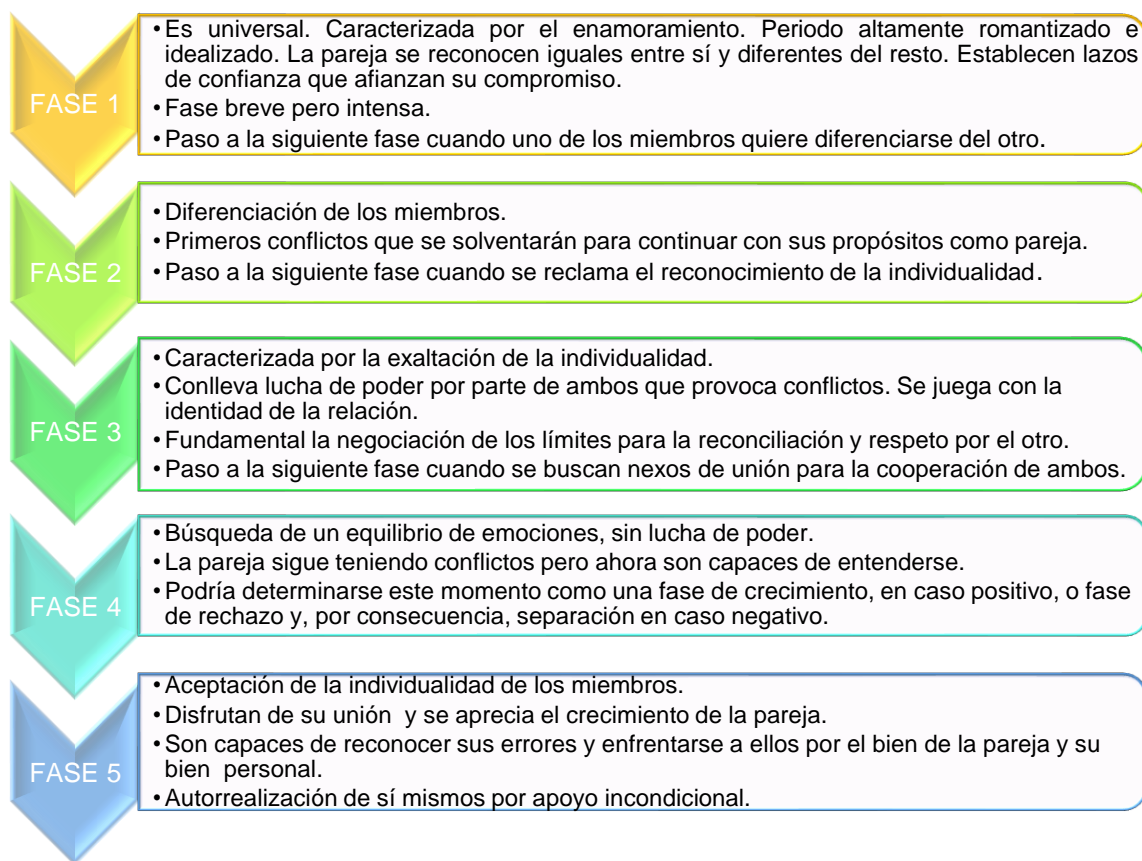 FASE 1
•Es universal. Caracterizada por el enamoramiento. Periodo altamente romantizado e
idealizado. La pareja se reconocen iguales entre sí y diferentes del resto. Establecen lazos
de confianza que afianzan su compromiso.
•Fase breve pero intensa.
•Paso a la siguiente fase cuando uno de los miembros quiere diferenciarse del otro.
FASE 2
•Diferenciación de los miembros.
•Primeros conflictos que se solventarán para continuar con sus propósitos como pareja.
•Paso a la siguiente fase cuando se reclama el reconocimiento de la individualidad.
FASE 3
•Caracterizada por la exaltación de la individualidad.
•Conlleva lucha de poder por parte de ambos que provoca conflictos. Se juega con la
identidad de la relación.
•Fundamental la negociación de los límites para la reconciliación y respeto por el otro.
•Paso a la siguiente fase cuando se buscan nexos de unión para la cooperación de ambos.
FASE 4
•Búsqueda de un equilibrio de emociones, sin lucha de poder.
•La pareja sigue teniendo conflictos pero ahora son capaces de entenderse.
•Podría determinarse este momento como una fase de crecimiento, en caso positivo, o fase
de rechazo y, por consecuencia, separación en caso negativo.
FASE 5
•Aceptación de la individualidad de los miembros.
•Disfrutan de su unión y se aprecia el crecimiento de la pareja.
•Son capaces de reconocer sus errores y enfrentarse a ellos por el bien de la pareja y su
bien personal.
•Autorrealización de sí mismos por apoyo incondicional.